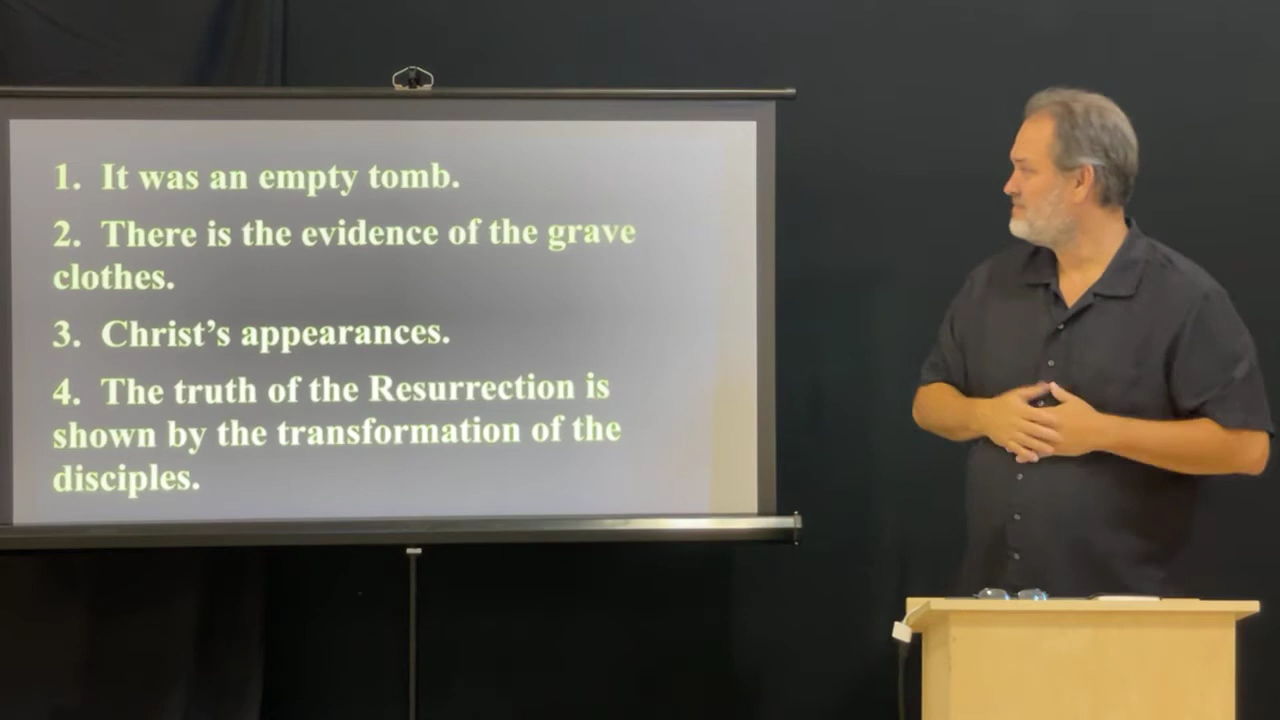 1. It was an empty tomb.
2. There is the evidence of the grave
clothes.
3. Christ's appearances.
4. The truth of the Resurrection is
shown by the transformation of the
disciples.